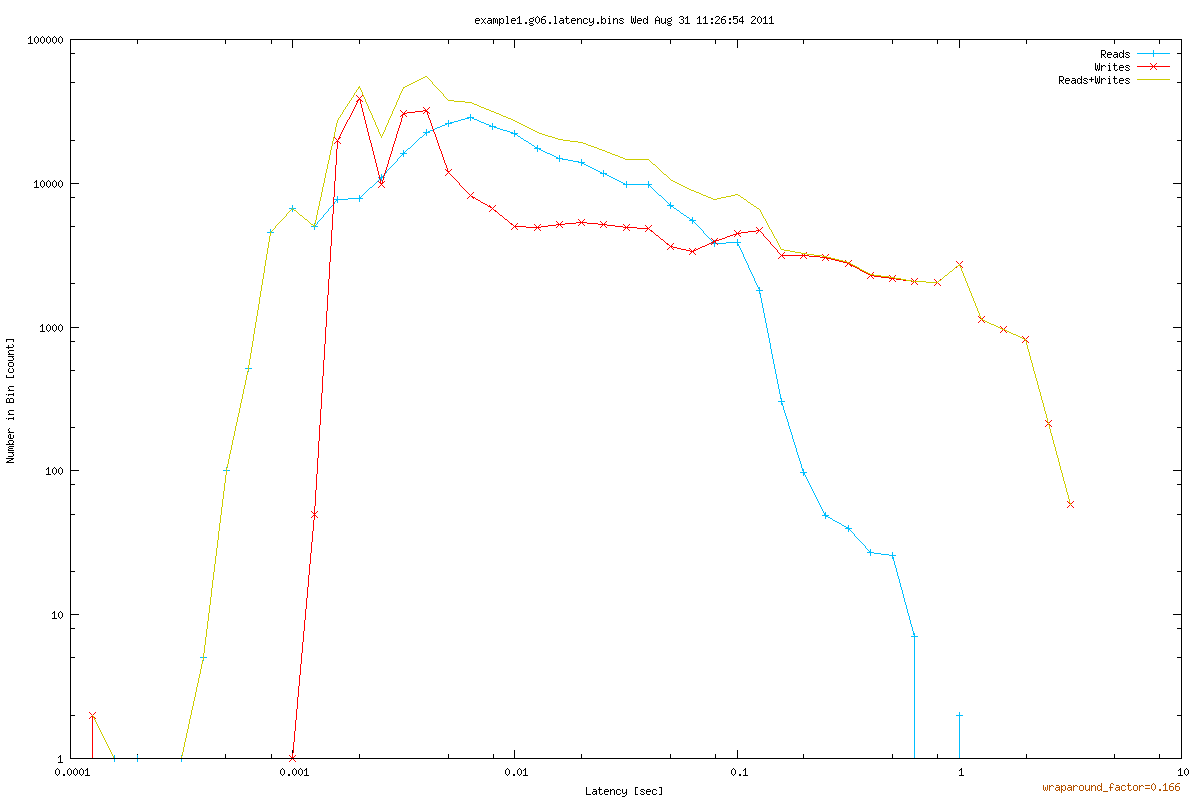 example1.g06.latency.bins Wed Aug 31 11:26:54 2011
Reads
Writes
Reads+Writes
100000
10000
1000
100
10
1
Number in Bin [count]
0.0001
0.001
0.01
0.1
1
10
Latency [sec]
wraparound_factor=0.166